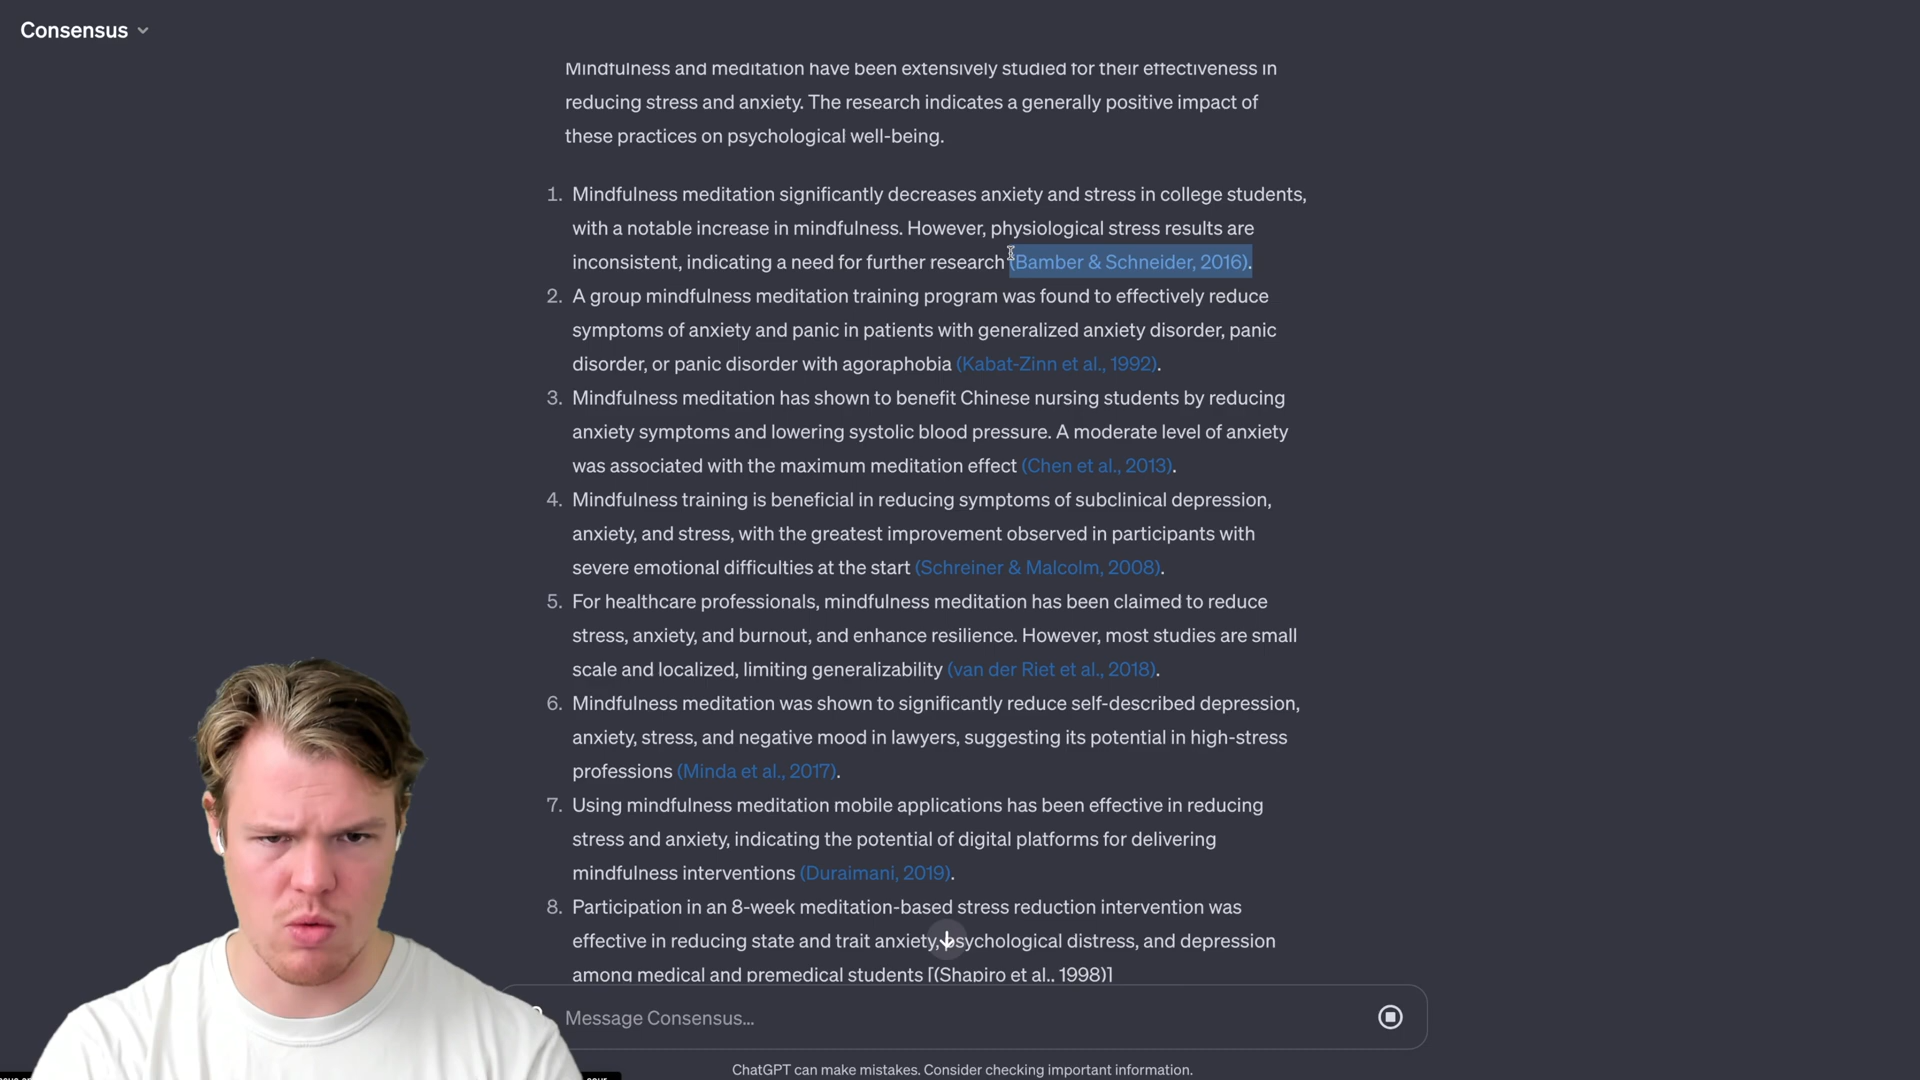 Consensus
Mindfulness and meditation have been extensively studied for their effectiveness in
reducing stress and anxiety. The research indicates a generally positive impact of
these practices on psychological well-being.
1. Mindfulness meditation significantly decreases anxiety and stress in college students,
with a notable increase in mindfulness. However, physiological stress results are
inconsistent, indicating a need for further research (Bamber & Schneider, 2016).
2. A group mindfulness meditation training program was found to effectively reduce
symptoms of anxiety and panic in patients with generalized anxiety disorder, panic
disorder, or panic disorder with agoraphobia (Kabat-Zinn et al., 1992).
3. Mindfulness meditation has shown to benefit Chinese nursing students by reducing
anxiety symptoms and lowering systolic blood pressure. A moderate level of anxiety
was associated with the maximum meditation effect (Chen et al., 2013).
4. Mindfulness training is beneficial in reducing symptoms of subclinical depression,
anxiety, and stress, with the greatest improvement observed in participants with
severe emotional difficulties at the start (Schreiner & Malcolm, 2008).
5. For healthcare professionals, mindfulness meditation has been claimed to reduce
stress, anxiety, and burnout, and enhance resilience. However, most studies are small
scale and localized, limiting generalizability (van der Riet et al., 2018).
6. Mindfulness meditation was shown to significantly reduce self-described depression,
anxiety, stress, and negative mood in lawyers, suggesting its potential in high-stress
professions (Minda et al., 2017).
7. Using mindfulness meditation mobile applications has been effective in reducing
stress and anxiety, indicating the potential of digital platforms for delivering
mindfulness interventions (Duraimani, 2019).
8. Participation in an 8-week meditation-based stress reduction intervention was
effective in reducing state and trait anxiety, psychological distress, and depression
among medical and premedical students [(Shapiro et al., 1998)]
Message Consensus...
ChatGPT can make mistakes. Consider checking important information.